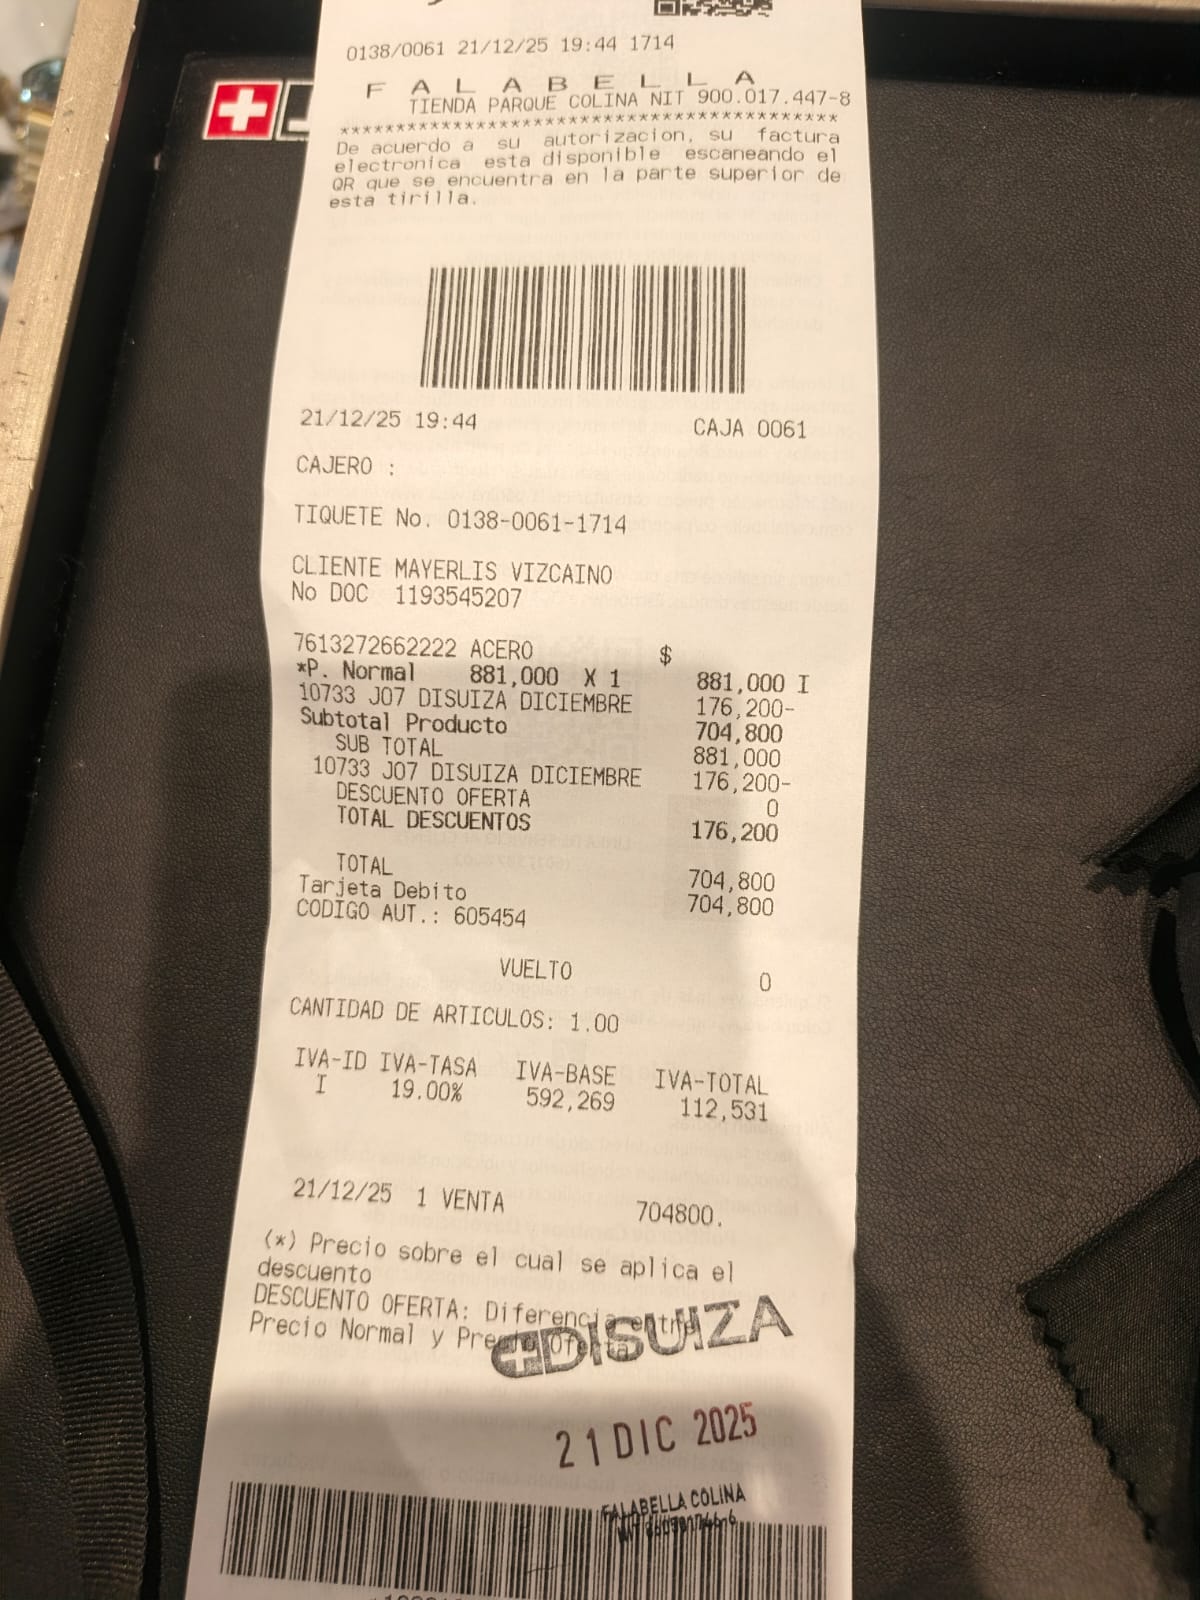 0138/0061 21/12/25 19:44 1714
F A L A B E L L A
TIENDA PARQUE COLINA NIT 900.017.447-8
******************************************
De acuerdo a su autorizacion, su factura
electronica esta disponible escaneando el
QR que se encuentra en la parte superior de
esta tirilla.
21/12/25 19:44 CAJA 0061
CAJERO :
TIQUETE No. 0138-0061-1714
CLIENTE MAYERLIS VIZCAINO
No DOC 1193545207
7613272662222 ACERO $
*P. Normal 881,000 X 1 881,000 I
10733 J07 DISUIZA DICIEMBRE 176,200-
Subtotal Producto 704,800
SUB TOTAL 881,000
10733 J07 DISUIZA DICIEMBRE 176,200-
DESCUENTO OFERTA 0
TOTAL DESCUENTOS 176,200
TOTAL 704,800
Tarjeta Debito 704,800
CODIGO AUT.: 605454
VUELTO 0
CANTIDAD DE ARTICULOS: 1.00
IVA-ID IVA-TASA IVA-BASE IVA-TOTAL
I 19.00% 592,269 112,531
21/12/25 1 VENTA 704800.
(*) Precio sobre el cual se aplica el
descuento
DESCUENTO OFERTA: Diferencia entre
Precio Normal y Precio Oferta
DISUIZA
21 DIC 2025
FALABELLA COLINA
NIT